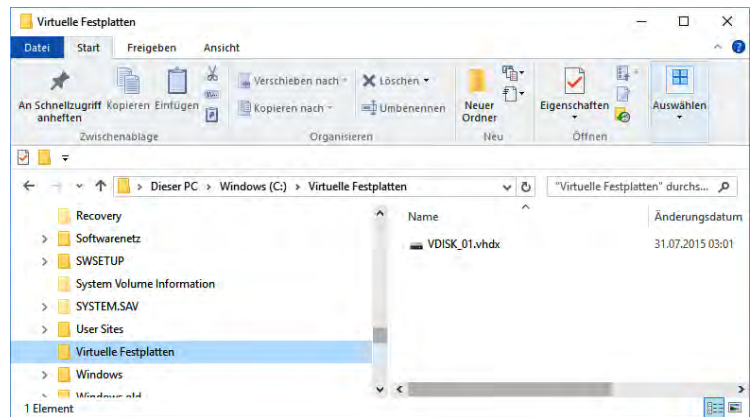 Virtuelle Festplatten
Datei Start Freigeben Ansicht
An Schnellzugriff anheften
Kopieren
Einfügen
Verschieben nach
Kopieren nach
Löschen
Umbenennen
Neuer Ordner
Eigenschaften
Auswählen
Zwischenablage Organisieren Neu Öffnen
Dieser PC > Windows (C:) > Virtuelle Festplatten
"Virtuelle Festplatten" durchs...
Name Änderungsdatum
VDISK_01.vhdx 31.07.2015 03:01
Recovery
Softwarenetz
SWSETUP
System Volume Information
SYSTEM.SAV
User Sites
Virtuelle Festplatten
Windows
Windows.old
1 Element